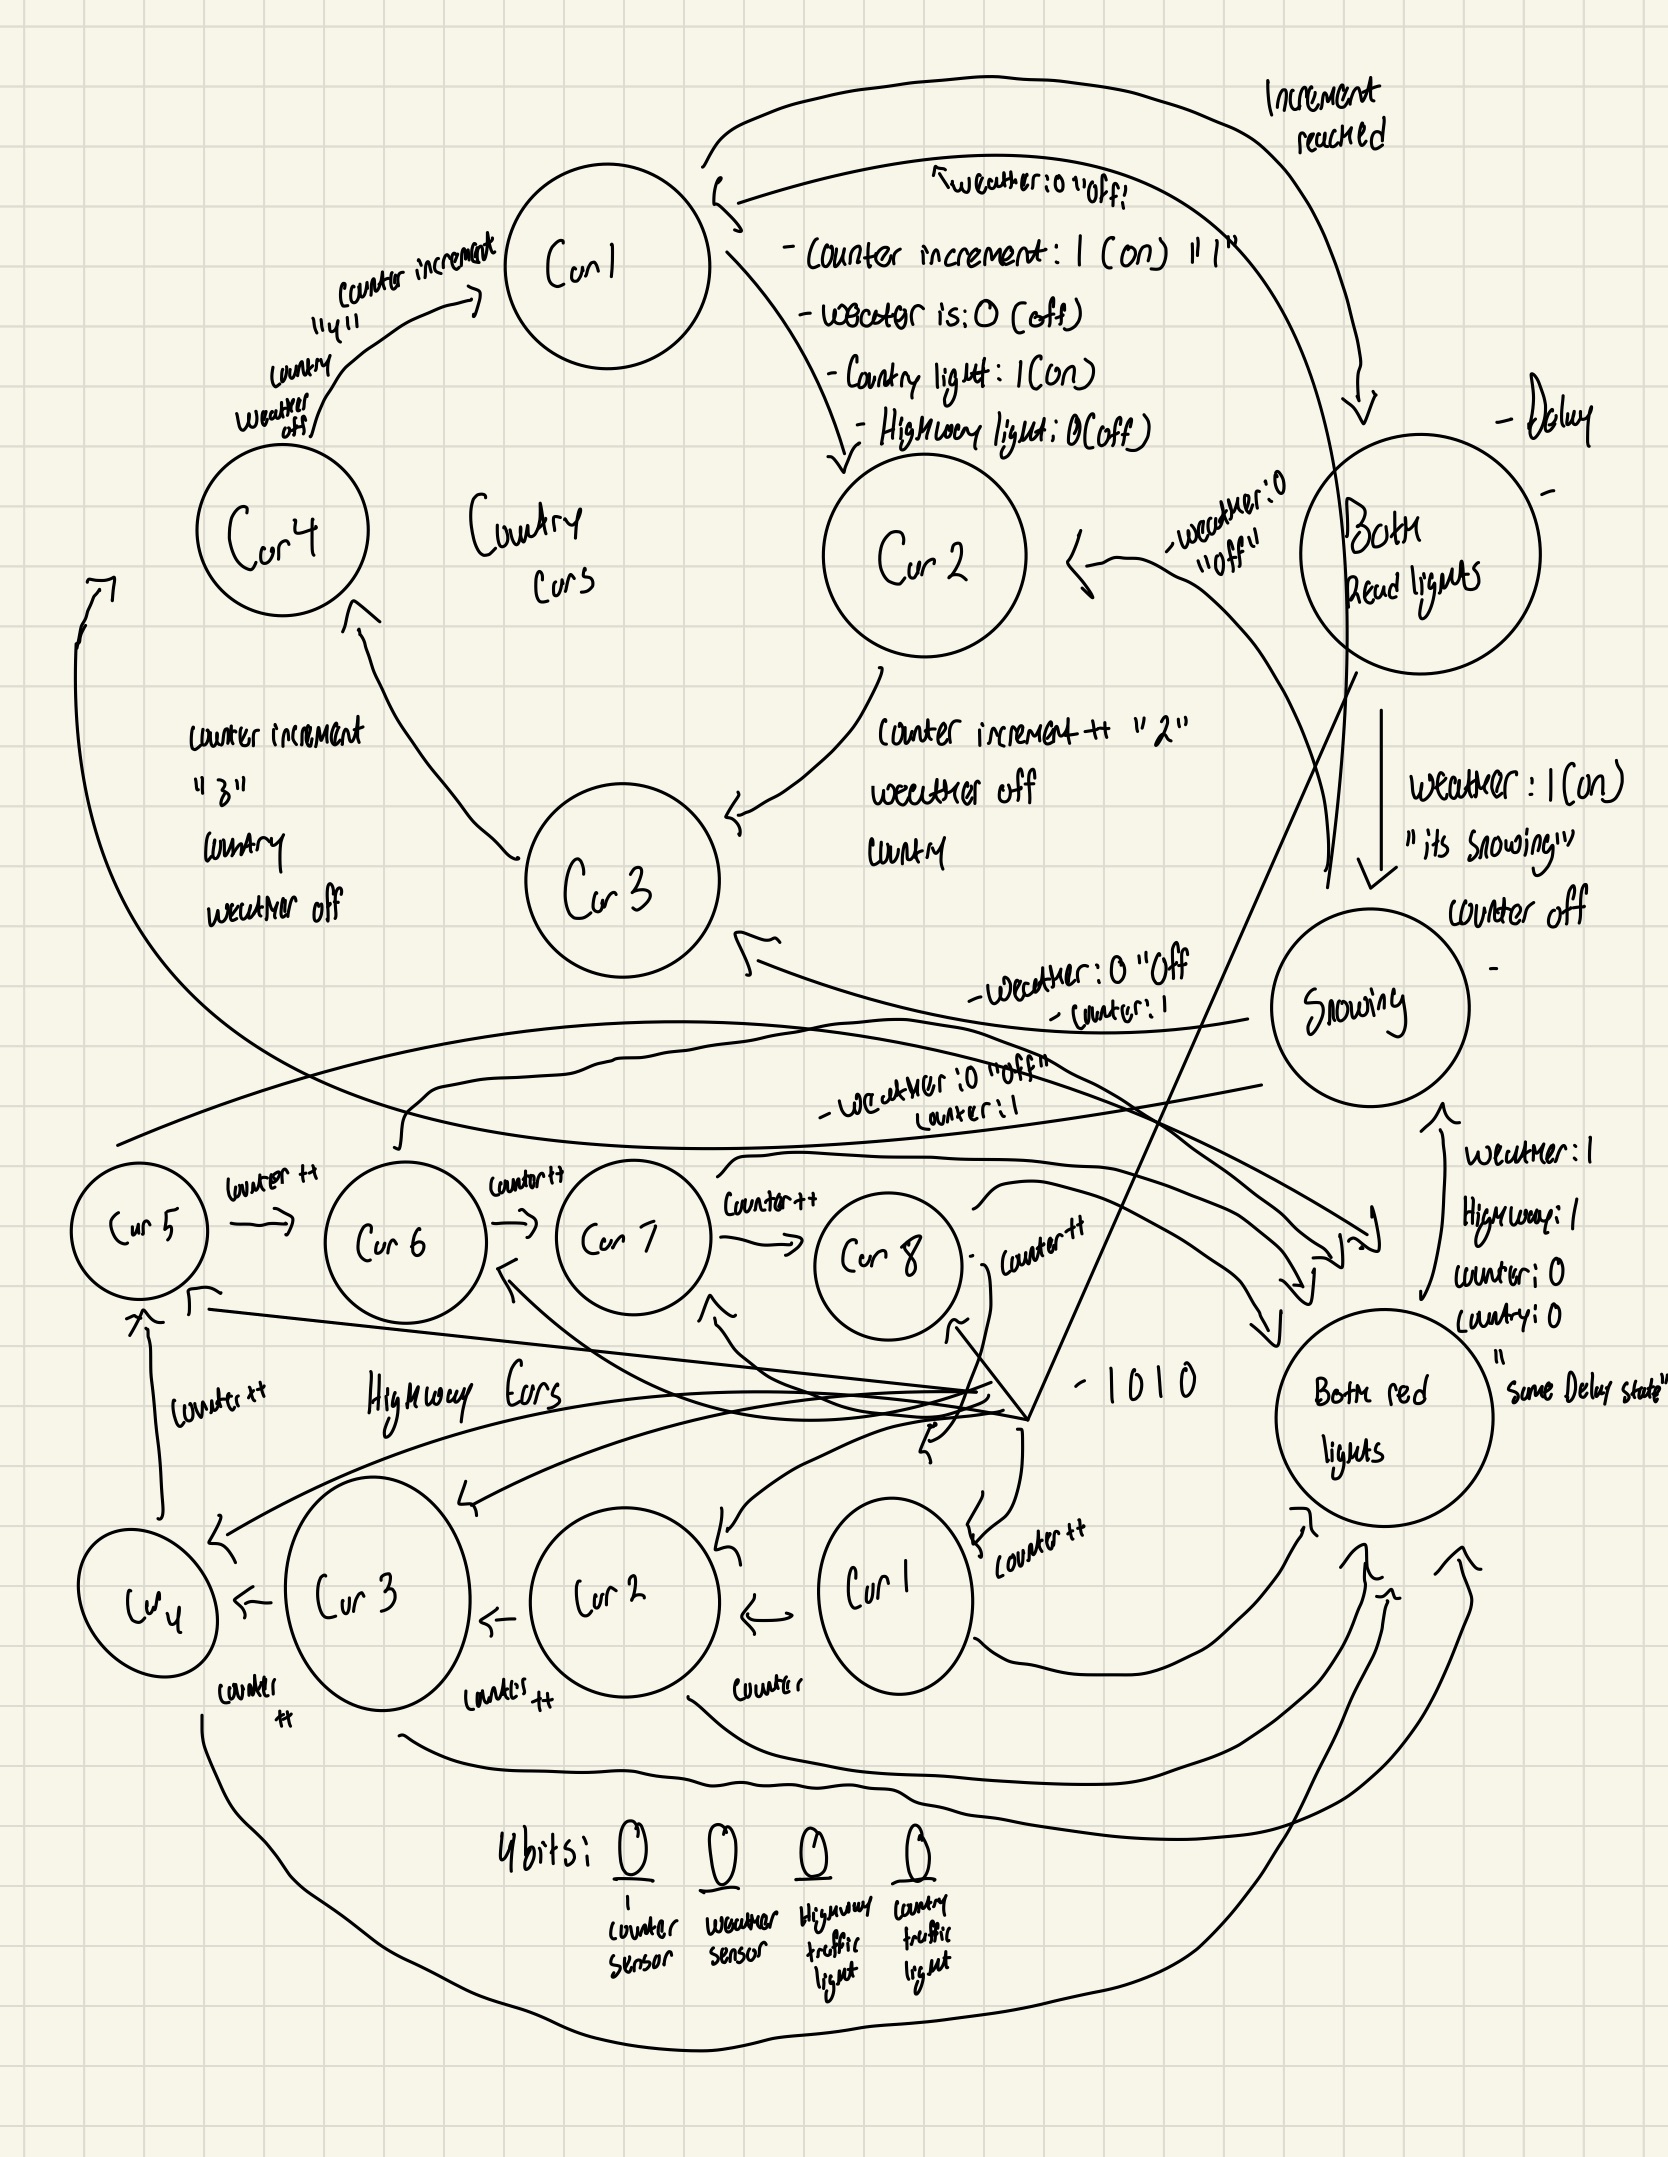 Increment
reached
weather:0 "off!
Car 1
- Counter increment: 1 (on) "1"
- weater is: 0 (off)
- Country light: 1(on)
- Highway light: 0(off)
Counter increment
"4"
Country
weather
off
- Delay
-
Car 4
Country
Cars
Car 2
-weather:0
"off"
Both
Read lights
counter increment
"3"
country
weather off
counter increment ++ "2"
weather off
country
weather : 1(on)
"its snowing"
counter off
-
Car 3
-weather:0 "off
- counter:1
Snowing
-weather:0 "off"
counter:1
weather:1
Highway:1
counter:0
country:0
"
same Delay state"
Car 5
counter ++
Car 6
counter++
Car 7
counter++
Car 8
counter++
counter++
Highway Cars
- 1010
Both red
lights
Car 4
Car 3
Car 2
Car 1
counter++
counter
++
counter
++
counter
4bits: 0 0 0 0
counter
sensor
weather
sensor
Highway
traffic
light
country
traffic
light